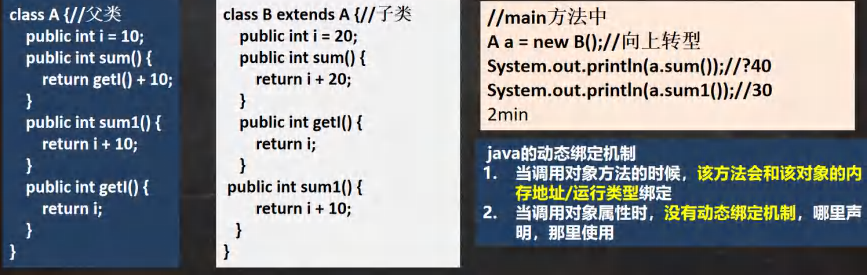 class A {//父类
public int i = 10;
public int sum() {
return getI() + 10;
}
public int sum1() {
return i + 10;
}
public int getI() {
return i;
}
}
class B extends A {//子类
public int i = 20;
public int sum() {
return i + 20;
}
public int getI() {
return i;
}
public int sum1() {
return i + 10;
}
}
//main方法中
A a = new B();//向上转型
System.out.println(a.sum());//?40
System.out.println(a.sum1());//30
2min
java的动态绑定机制
1. 当调用对象方法的时候，该方法会和该对象的内
存地址/运行类型绑定
2. 当调用对象属性时，没有动态绑定机制，哪里声
明，那里使用